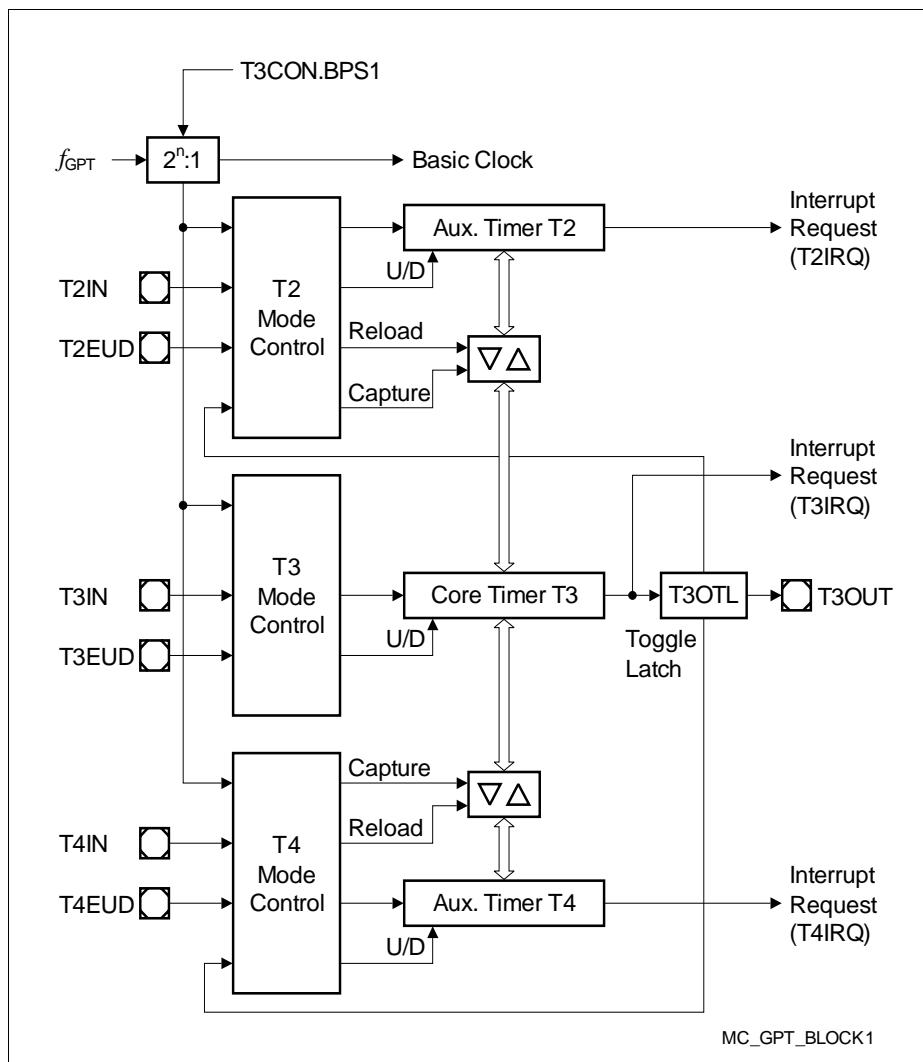 T3CON.BPS1
fGPT
2ⁿ:1
Basic Clock
Aux. Timer T2
Interrupt
Request
(T2IRQ)
U/D
T2IN
T2
Mode
Control
T2EUD
Reload
Capture
Interrupt
Request
(T3IRQ)
T3IN
T3
Mode
Control
Core Timer T3
T3OTL
T3OUT
T3EUD
U/D
Toggle
Latch
Capture
T4IN
T4
Mode
Control
Reload
T4EUD
Aux. Timer T4
U/D
Interrupt
Request
(T4IRQ)
MC_GPT_BLOCK1